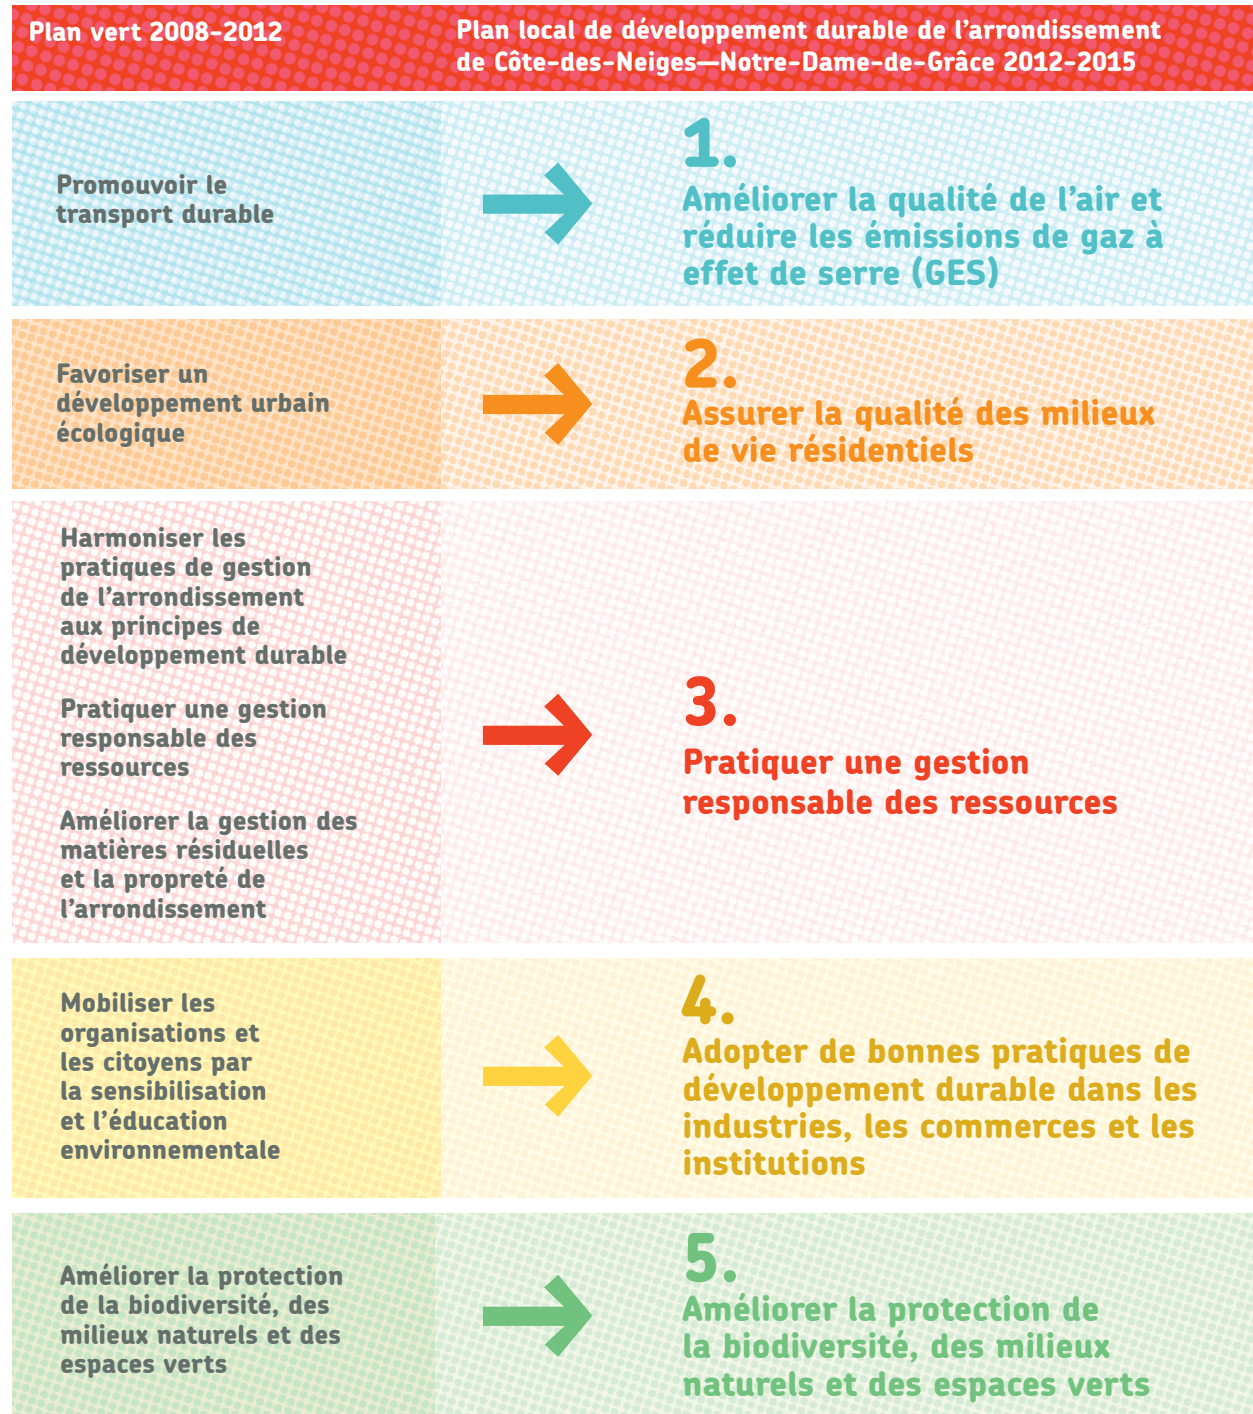 Plan vert 2008-2012
Plan local de développement durable de l’arrondissement
de Côte-des-Neiges—Notre-Dame-de-Grâce 2012-2015
Promouvoir le
transport durable
1.
Améliorer la qualité de l’air et
réduire les émissions de gaz à
effet de serre (GES)
Favoriser un
développement urbain
écologique
2.
Assurer la qualité des milieux
de vie résidentiels
Harmoniser les
pratiques de gestion
de l’arrondissement
aux principes de
développement durable
Pratiquer une gestion
responsable des
ressources
Améliorer la gestion des
matières résiduelles
et la propreté de
l’arrondissement
3.
Pratiquer une gestion
responsable des ressources
Mobiliser les
organisations et
les citoyens par
la sensibilisation
et l’éducation
environnementale
4.
Adopter de bonnes pratiques de
développement durable dans les
industries, les commerces et les
institutions
Améliorer la protection
de la biodiversité, des
milieux naturels et des
espaces verts
5.
Améliorer la protection de
la biodiversité, des milieux
naturels et des espaces verts